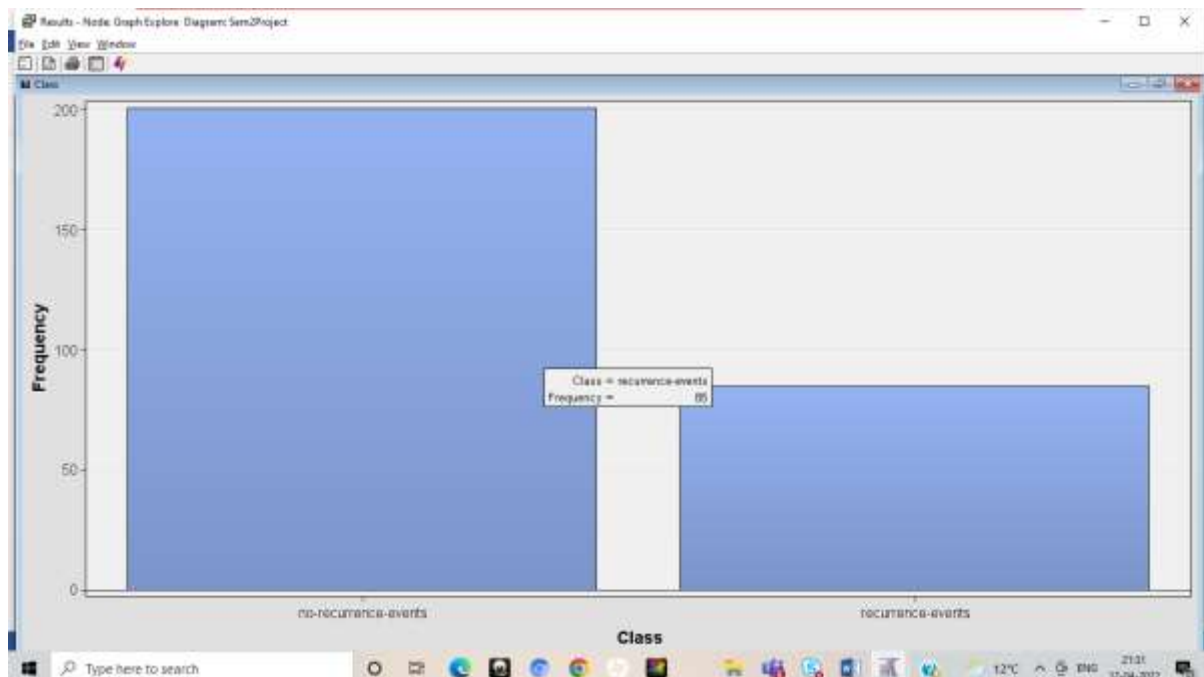 Results - Node: Graph Explore Diagram: Sem2Project
File Edit View Window
Class
200
150
100
50
0
Frequency
Class = recurrence-events
Frequency = 85
no-recurrence-events
recurrence-events
Class
Type here to search
12°C
ENG
21:31